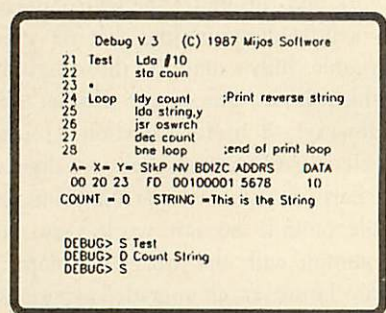 Debug V 3 (C) 1987 Mijos Software
21 Test Lda #10
22 sta coun
23 *
24 Loop ldy count ;Print reverse string
25 lda string,y
26 jsr oswrch
27 dec count
28 bne loop ;end of print loop
A= X= Y= StkP NV BDIZC ADDRS DATA
00 20 23 FD 00100001 5678 10
COUNT = 0 STRING =This is the String
DEBUG> S Test
DEBUG> D Count String
DEBUG> S